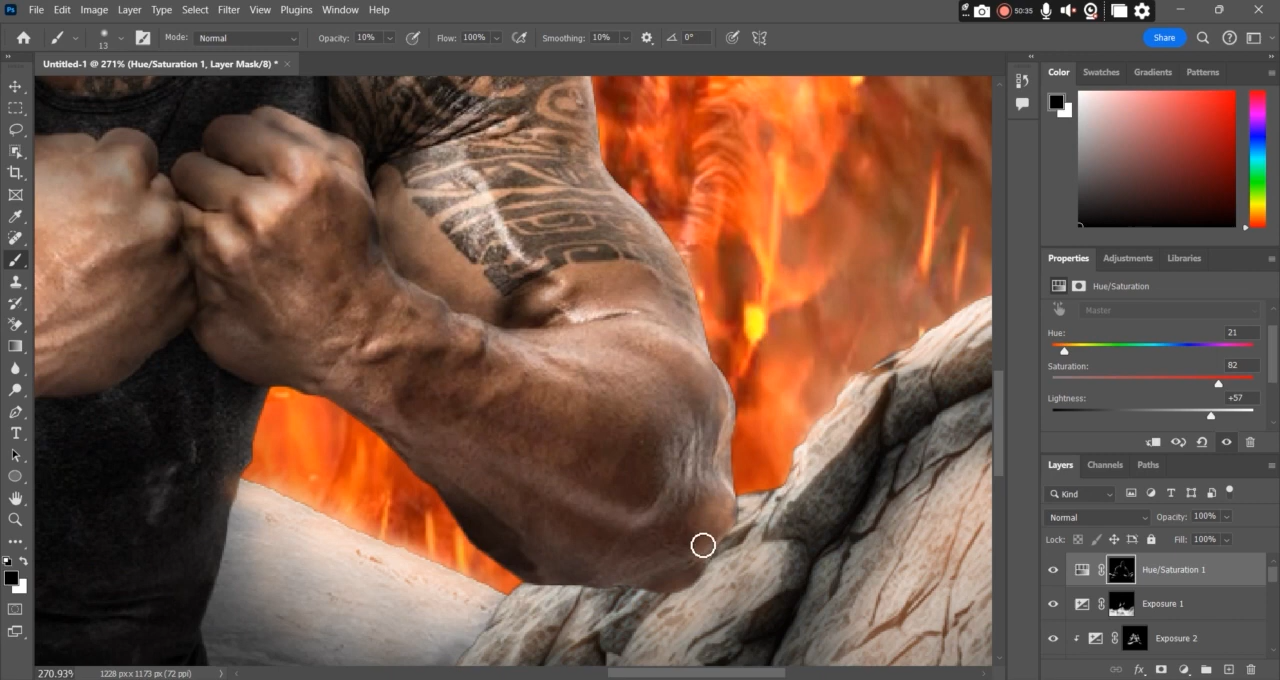 Ps File Edit Image Layer Type Select Filter View Plugins Window Help
50:35
13 Mode: Normal Opacity: 10% Flow: 100% Smoothing: 10% 0° Share
Untitled-1 @ 271% (Hue/Saturation 1, Layer Mask/8) * ×
Color Swatches Gradients Patterns
Properties Adjustments Libraries
Hue/Saturation
Master
Hue: 21
Saturation: 82
Lightness: +57
Layers Channels Paths
Kind
Normal Opacity: 100%
Lock: Fill: 100%
Hue/Saturation 1
Exposure 1
Exposure 2
270.93% 1228 px x 1173 px (72 ppi)